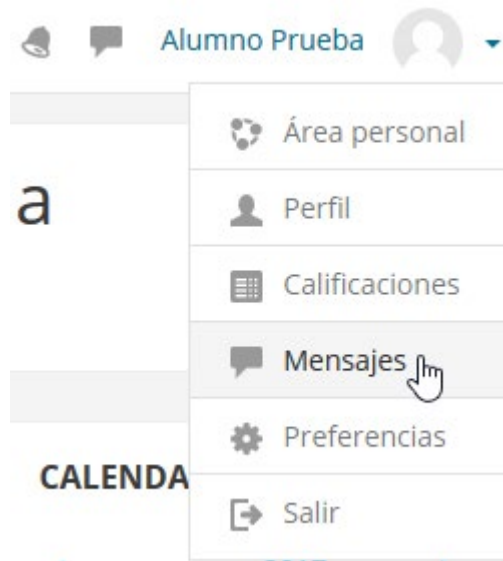 Alumno Prueba
Área personal
a
Perfil
Calificaciones
Mensajes
Preferencias
CALENDA
Salir